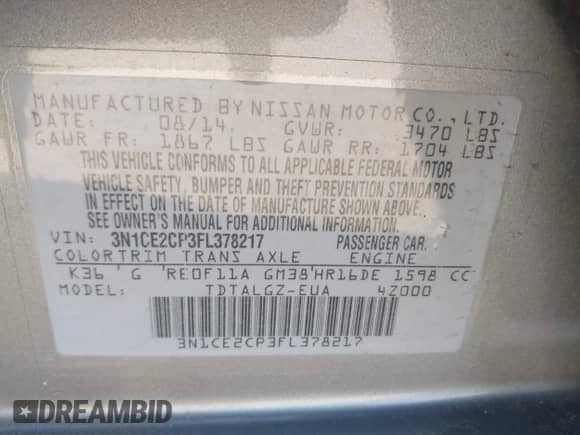 MANUFACTURED BY NISSAN MOTOR CO., LTD.
DATE: 08/14 GVWR: 3470 LBS
GAWR FR: 1867 LBS GAWR RR: 1704 LBS
THIS VEHICLE CONFORMS TO ALL APPLICABLE FEDERAL MOTOR
VEHICLE SAFETY, BUMPER AND THEFT PREVENTION STANDARDS
IN EFFECT ON THE DATE OF MANUFACTURE SHOWN ABOVE.
SEE OWNER'S MANUAL FOR ADDITIONAL INFORMATION.
VIN: 3N1CE2CP3FL378217 PASSENGER CAR
COLOR TRIM TRANS AXLE ENGINE
K36 G RE0F11A GM38 HR16DE 1598 CC
MODEL: TDTALGZ-EUA 4Z000
3N1CE2CP3FL378217
DREAMBID